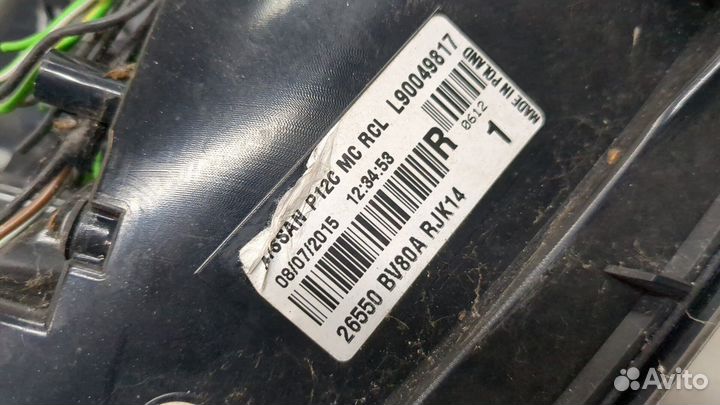 NISSAN P12C MC RCL L90049817
08/07/2015 12:34:53
R
0612
1
MADE IN POLAND
26550 BV80A RJK14
Avito